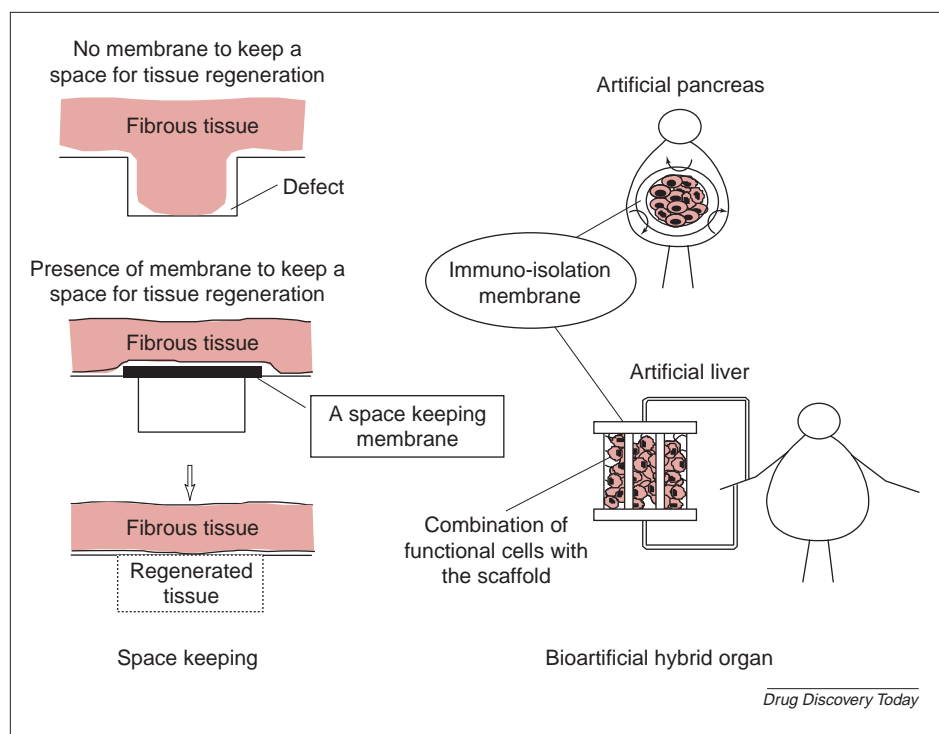 No membrane to keep a
space for tissue regeneration
Fibrous tissue
Defect
Presence of membrane to keep a
space for tissue regeneration
Fibrous tissue
A space keeping
membrane
Fibrous tissue
Regenerated
tissue
Space keeping
Artificial pancreas
Immuno-isolation
membrane
Artificial liver
Combination of
functional cells with
the scaffold
Bioartificial hybrid organ
Drug Discovery Today